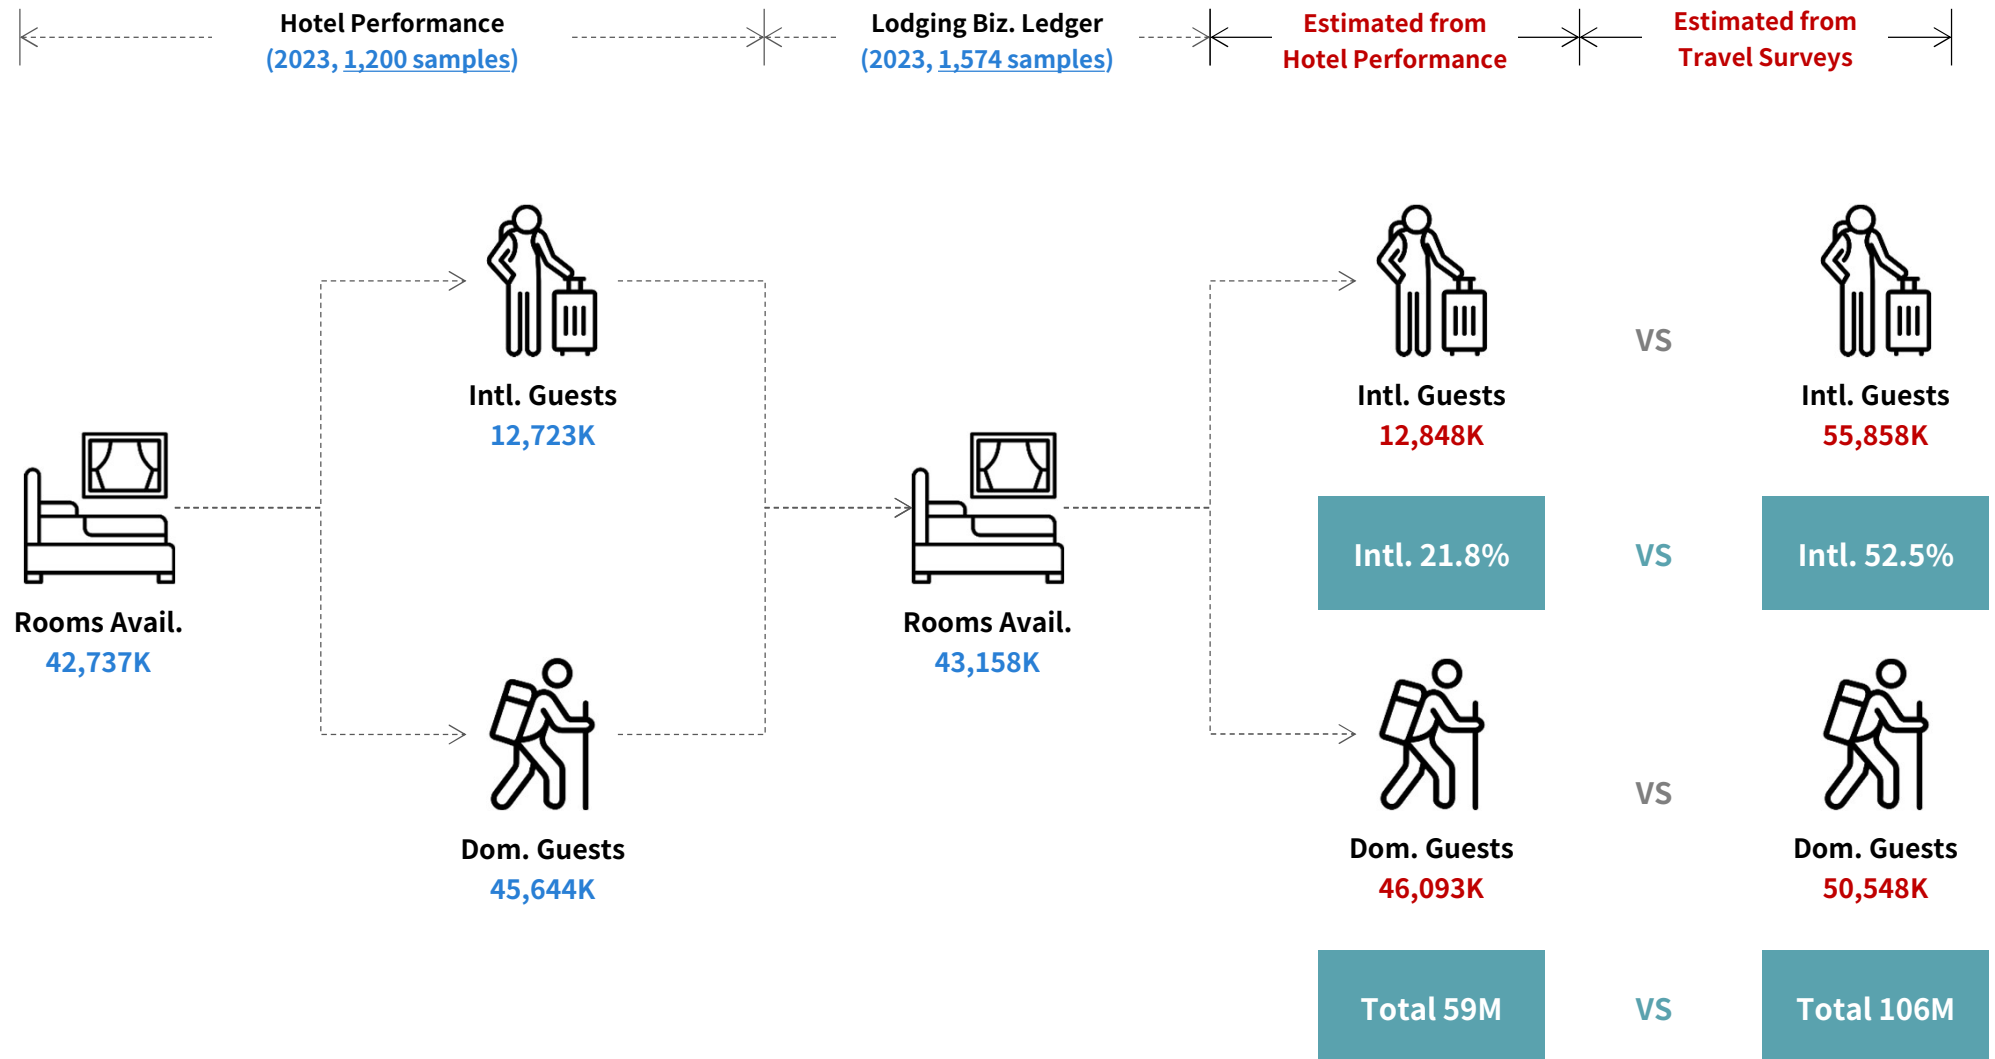 Hotel Performance
(2023, 1,200 samples)
Lodging Biz. Ledger
(2023, 1,574 samples)
Estimated from
Hotel Performance
Estimated from
Travel Surveys
Rooms Avail.
42,737K
Intl. Guests
12,723K
Dom. Guests
45,644K
Rooms Avail.
43,158K
Intl. Guests
12,848K
VS
Intl. Guests
55,858K
Intl. 21.8%
VS
Intl. 52.5%
Dom. Guests
46,093K
VS
Dom. Guests
50,548K
Total 59M
VS
Total 106M